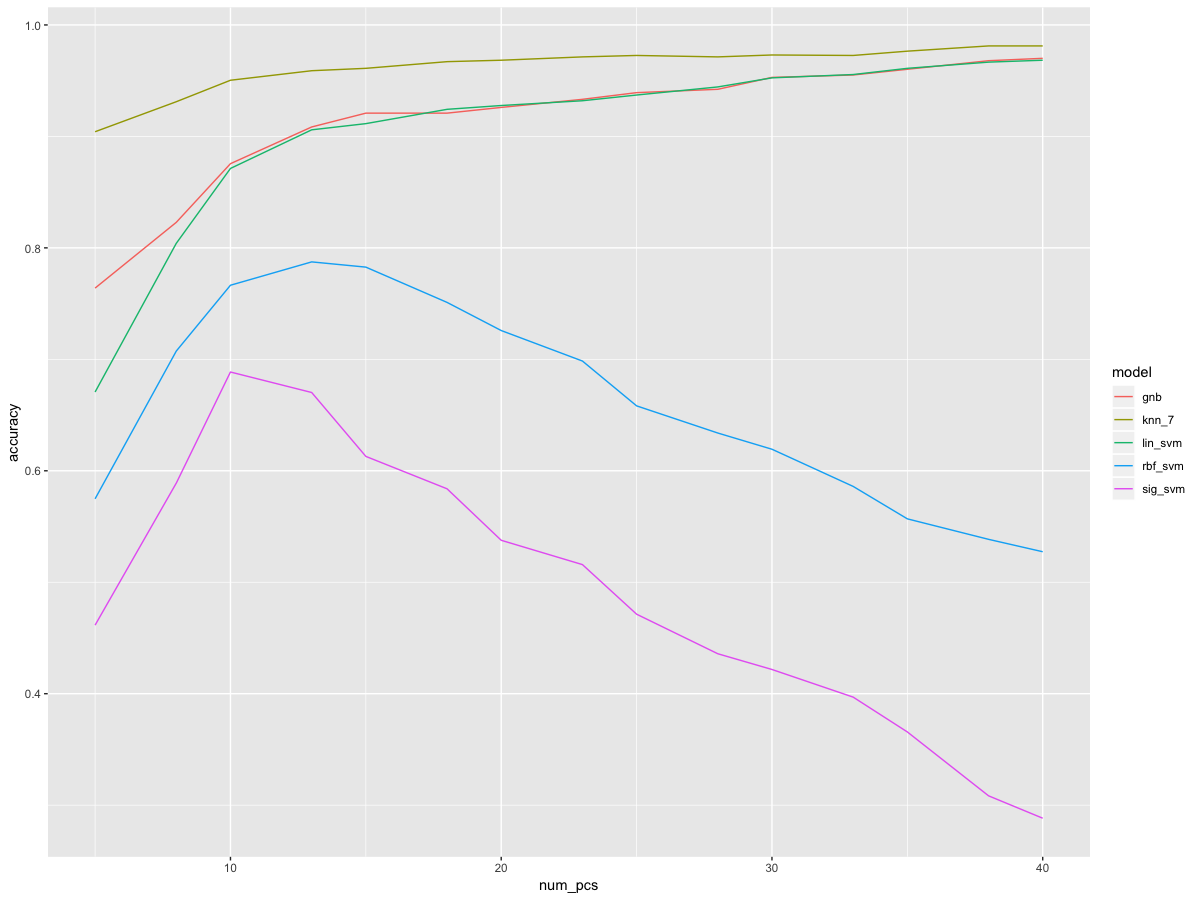 1.0
0.8
0.6
0.4
accuracy
10 20 30 40
num_pcs
model
gnb
knn_7
lin_svm
rbf_svm
sig_svm